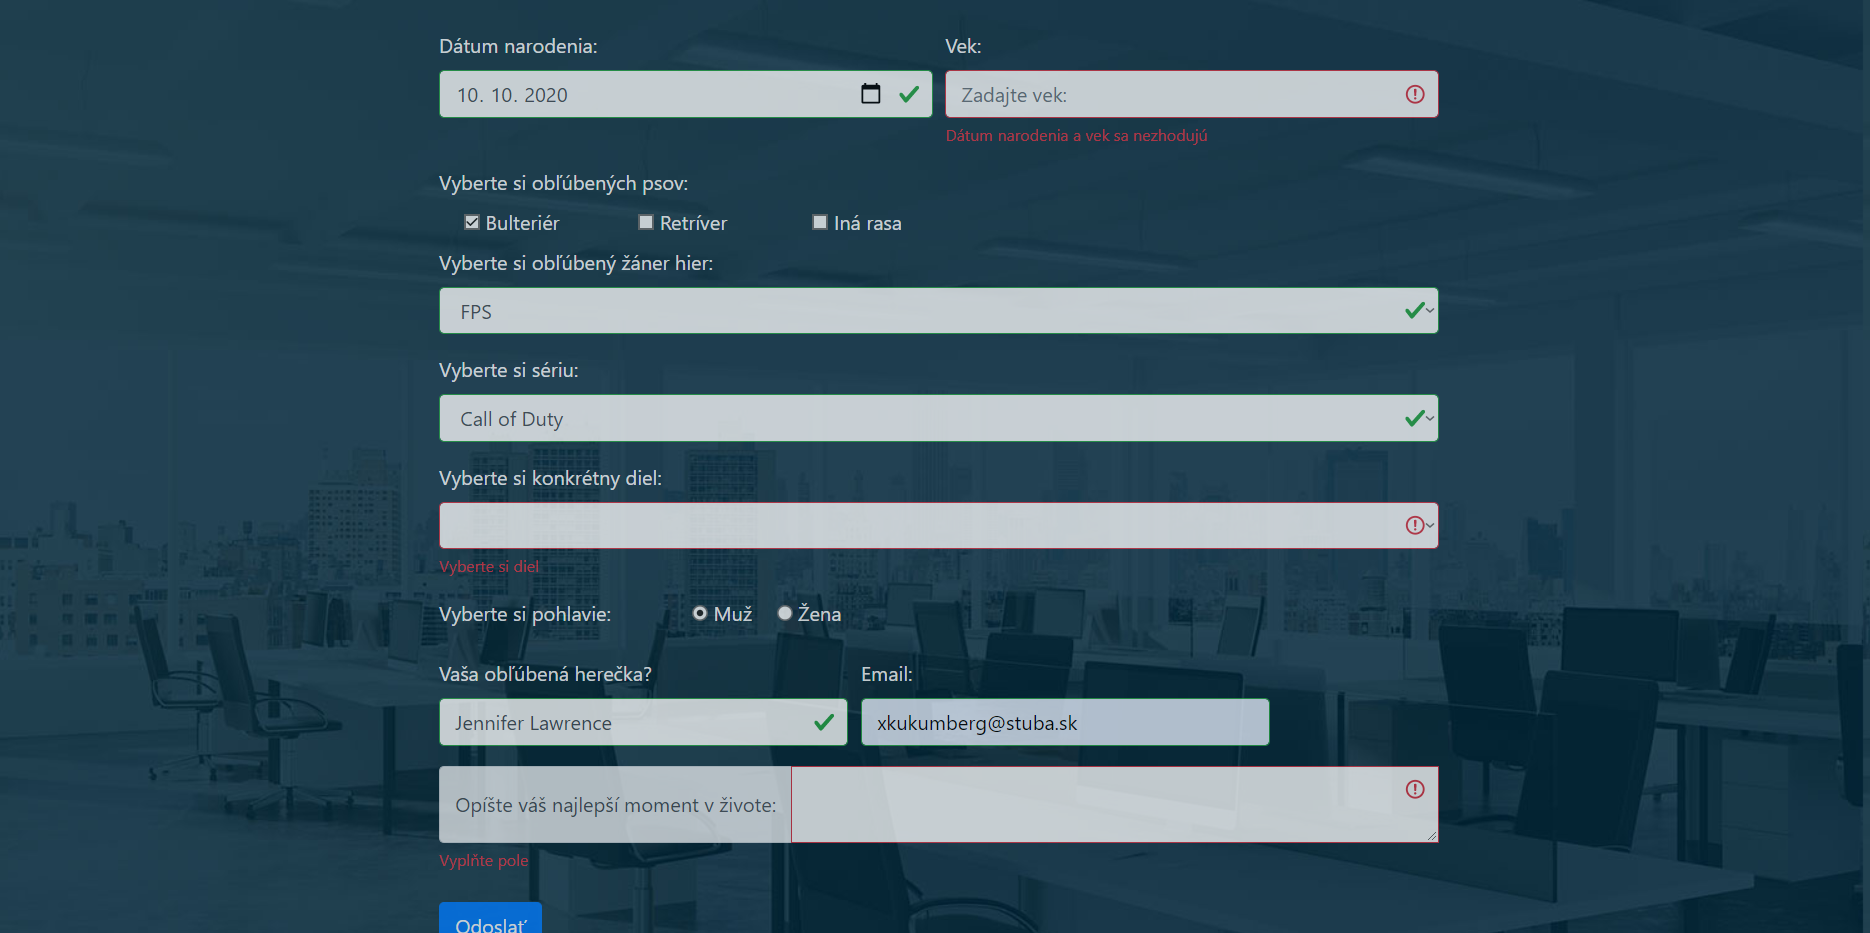 Dátum narodenia:
Vek:
10. 10. 2020
Zadajte vek:
Dátum narodenia a vek sa nezhodujú
Vyberte si obľúbených psov:
Bulteriér
Retríver
Iná rasa
Vyberte si obľúbený žáner hier:
FPS
Vyberte si sériu:
Call of Duty
Vyberte si konkrétny diel:
Vyberte si diel
Vyberte si pohlavie:
Muž
Žena
Vaša obľúbená herečka?
Email:
Jennifer Lawrence
xkukumberg@stuba.sk
Opíšte váš najlepší moment v živote:
Vyplňte pole
Odoslať